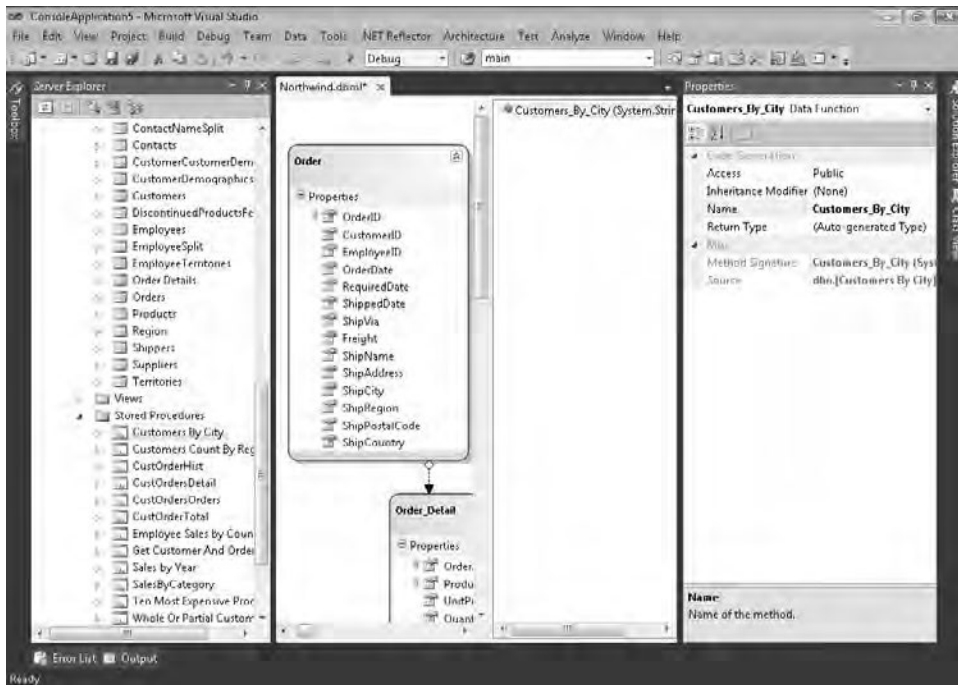 ConsoleApplication5 - Microsoft Visual Studio
File Edit View Project Build Debug Team Data Tools .NET Reflector Architecture Test Analyze Window Help
Debug main
Toolbox
Server Explorer
ContactNameSplit
Contacts
CustomerCustomerDem
CustomerDemographics
Customers
DiscontinuedProductsFe
Employees
EmployeeSplit
EmployeeTerritories
Order Details
Orders
Products
Region
Shippers
Suppliers
Territories
Views
Stored Procedures
Customers By City
Customers Count By Reg
CustOrderHist
CustOrdersDetail
CustOrdersOrders
CustOrderTotal
Employee Sales by Coun
Get Customer And Order
Sales by Year
SalesByCategory
Ten Most Expensive Proc
Whole Or Partial Custom
Northwind.dbml*
Order
Properties
OrderID
CustomerID
EmployeeID
OrderDate
RequiredDate
ShippedDate
ShipVia
Freight
ShipName
ShipAddress
ShipCity
ShipRegion
ShipPostalCode
ShipCountry
Order_Detail
Properties
Order
Produ
UnitPr
Quant
Customers_By_City (System.Strin
Properties
Customers_By_City Data Function
Code Generation
Access Public
Inheritance Modifier (None)
Name Customers_By_City
Return Type (Auto-generated Type)
Misc
Method Signature Customers_By_City (Sys
Source dbo.[Customers By City]
Name
Name of the method.
Solution Explorer
Class View
Error List Output
Ready